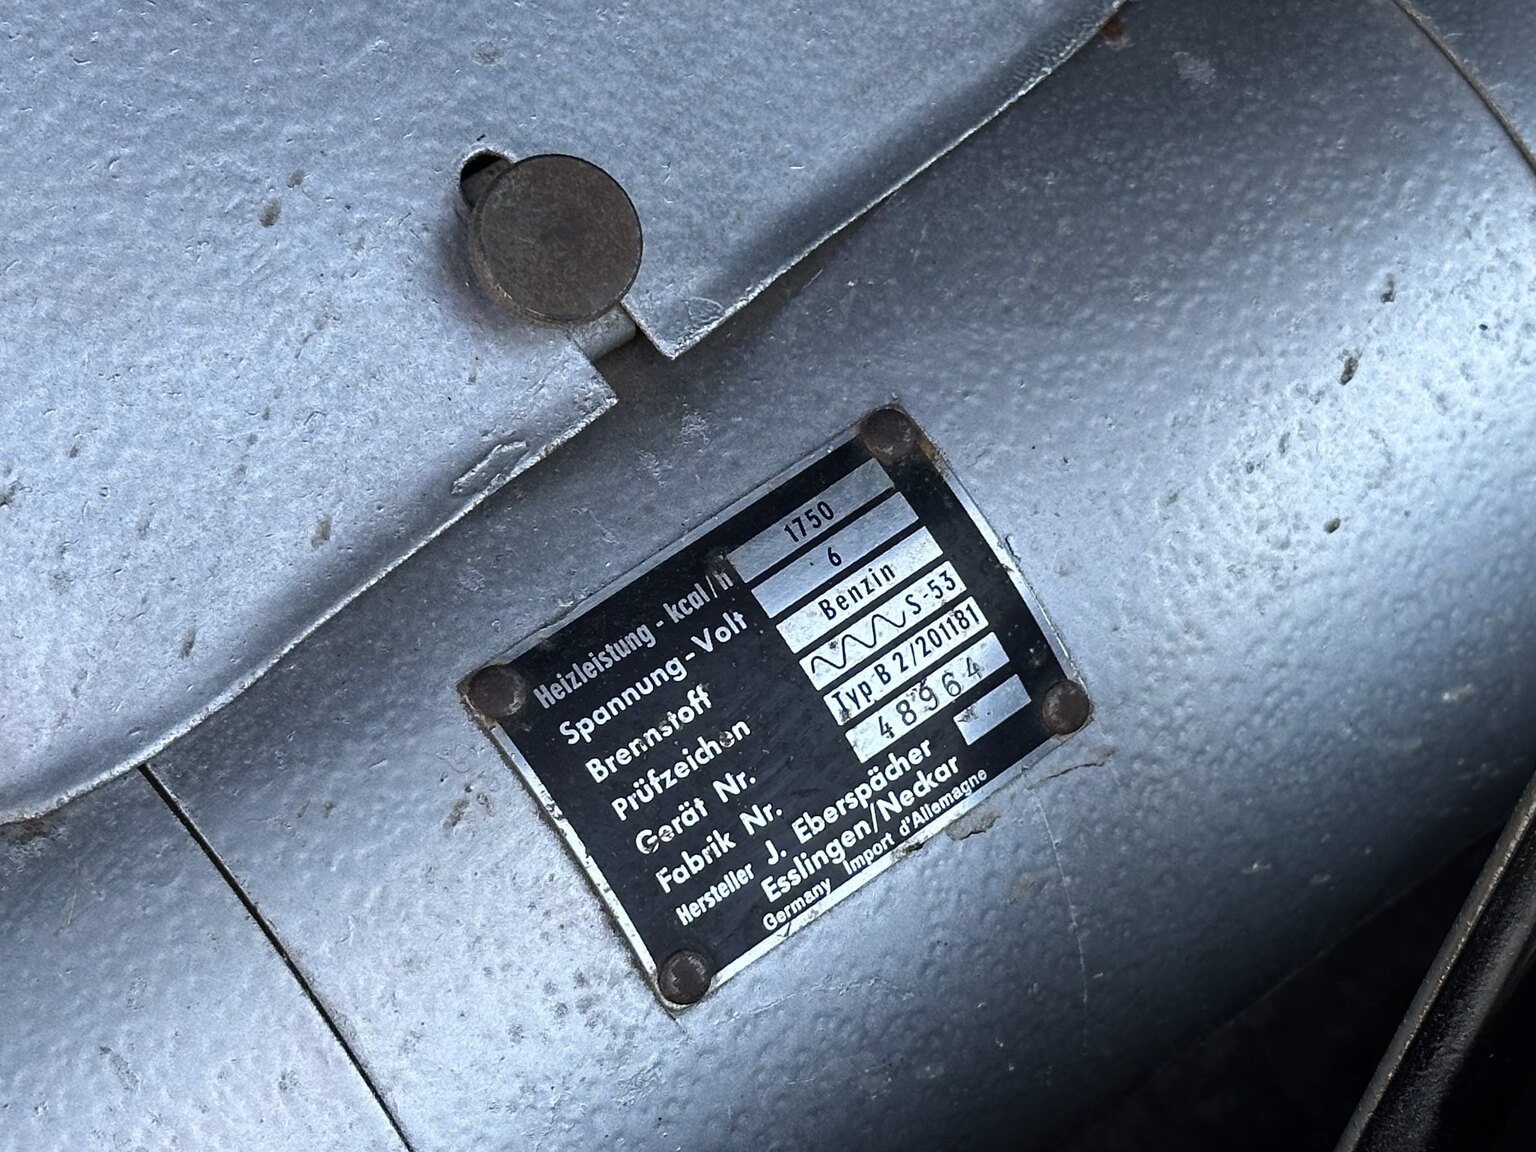 Heizleistung - kcal/h 1750
Spannung - Volt 6
Brennstoff Benzin
Prüfzeichen S-53
Gerät Nr. Typ B 2/201181
Fabrik Nr. 48964
Hersteller J. Eberspächer
Esslingen/Neckar
Germany Import d'Allemagne